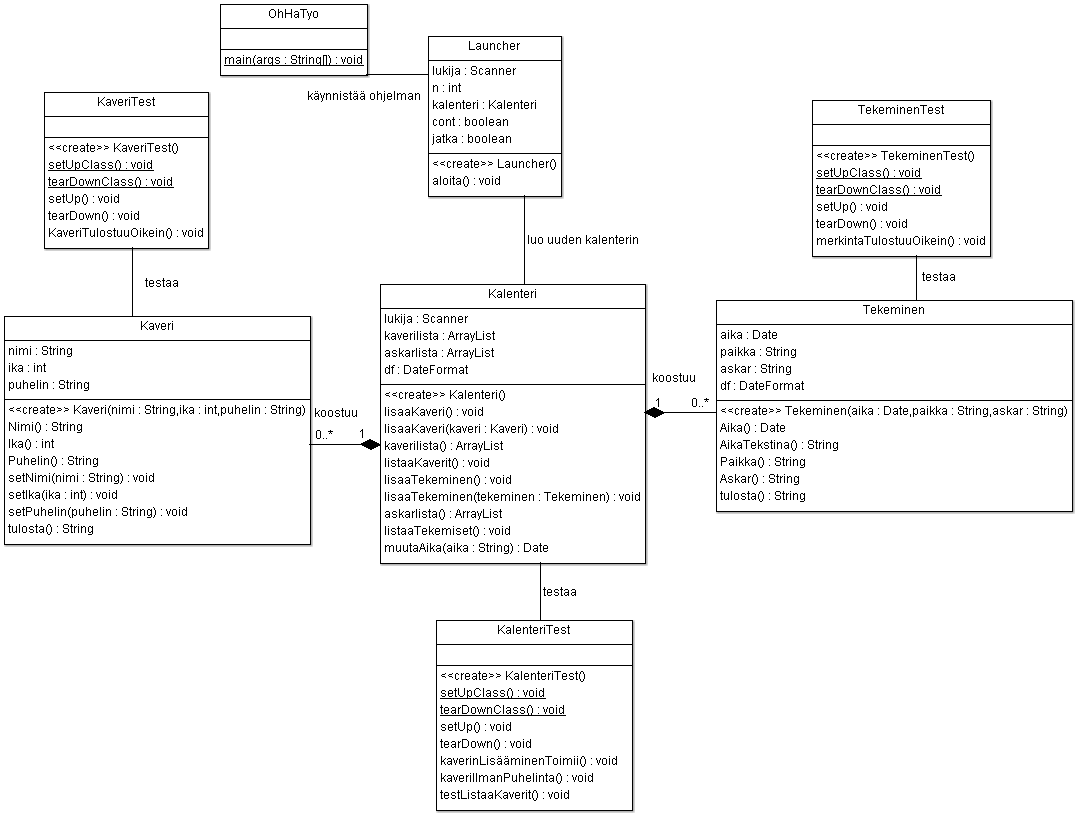 OhHaTyo
main(args : String[]) : void
käynnistää ohjelman
Launcher
lukija : Scanner
n : int
kalenteri : Kalenteri
cont : boolean
jatka : boolean
<<create>> Launcher()
aloita() : void
luo uuden kalenterin
KaveriTest
<<create>> KaveriTest()
setUpClass() : void
tearDownClass() : void
setUp() : void
tearDown() : void
KaveriTulostuuOikein() : void
testaa
TekeminenTest
<<create>> TekeminenTest()
setUpClass() : void
tearDownClass() : void
setUp() : void
tearDown() : void
merkintaTulostuuOikein() : void
testaa
Kaveri
nimi : String
ika : int
puhelin : String
<<create>> Kaveri(nimi : String,ika : int,puhelin : String)
Nimi() : String
Ika() : int
Puhelin() : String
setNimi(nimi : String) : void
setIka(ika : int) : void
setPuhelin(puhelin : String) : void
tulosta() : String
koostuu
0..* 1
Kalenteri
lukija : Scanner
kaverilista : ArrayList
askarlista : ArrayList
df : DateFormat
<<create>> Kalenteri()
lisaaKaveri() : void
lisaaKaveri(kaveri : Kaveri) : void
kaverilista() : ArrayList
listaaKaverit() : void
lisaaTekeminen() : void
lisaaTekeminen(tekeminen : Tekeminen) : void
askarlista() : ArrayList
listaaTekemiset() : void
muutaAika(aika : String) : Date
koostuu
1 0..*
Tekeminen
aika : Date
paikka : String
askar : String
df : DateFormat
<<create>> Tekeminen(aika : Date,paikka : String,askar : String)
Aika() : Date
AikaTekstina() : String
Paikka() : String
Askar() : String
tulosta() : String
testaa
KalenteriTest
<<create>> KalenteriTest()
setUpClass() : void
tearDownClass() : void
setUp() : void
tearDown() : void
kaverinLisääminenToimii() : void
kaveriIlmanPuhelinta() : void
testListaaKaverit() : void